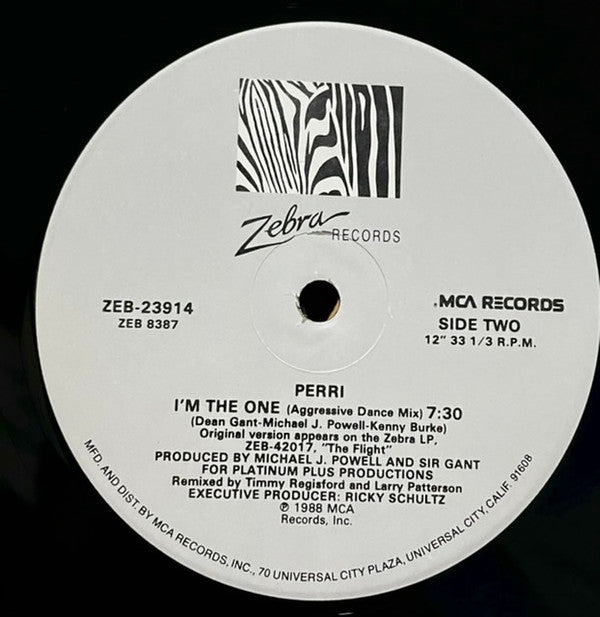 Zebra RECORDS
ZEB-23914
ZEB 8387
MCA RECORDS
SIDE TWO
12" 33 1/3 R.P.M.
PERRI
I'M THE ONE (Aggressive Dance Mix) 7:30
(Dean Gant-Michael J. Powell-Kenny Burke)
Original version appears on the Zebra LP,
ZEB-42017, "The Flight"
PRODUCED BY MICHAEL J. POWELL AND SIR GANT
FOR PLATINUM PLUS PRODUCTIONS
Remixed by Timmy Regisford and Larry Patterson
EXECUTIVE PRODUCER: RICKY SCHULTZ
℗ 1988 MCA
Records, Inc.
MFD. AND DIST. BY MCA RECORDS, INC., 70 UNIVERSAL CITY PLAZA, UNIVERSAL CITY, CALIF. 91608